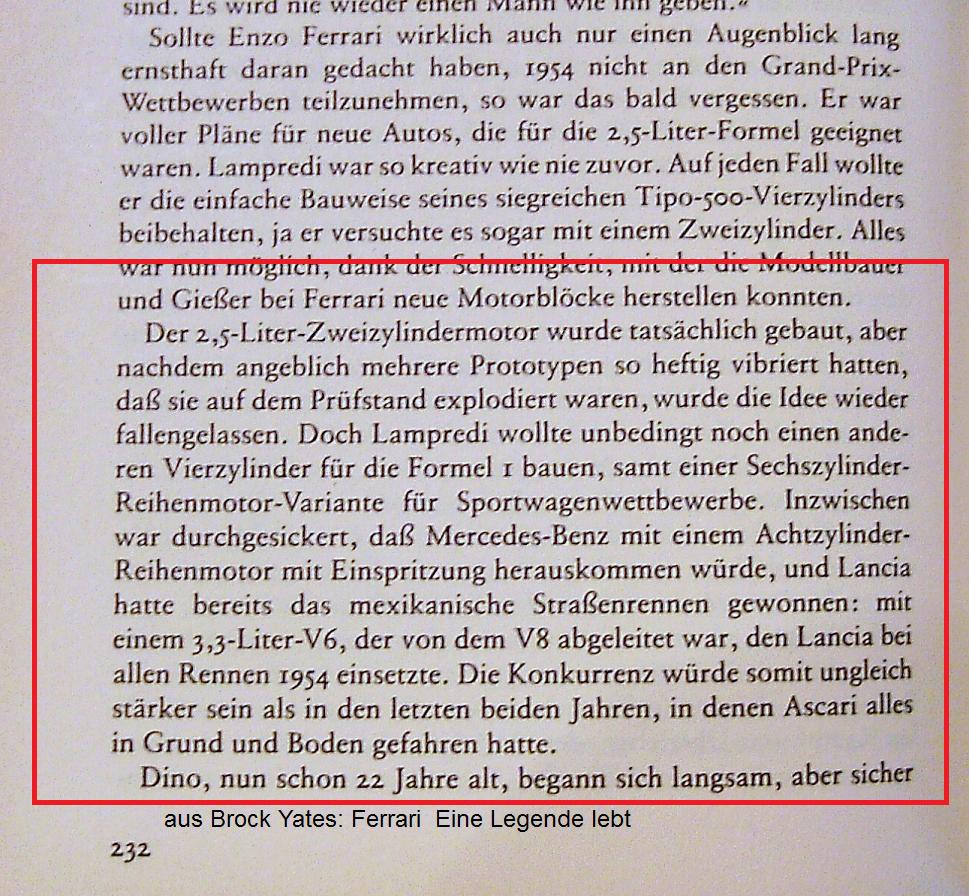 sind. Es wird nie wieder einen Mann wie ihn geben.«
Sollte Enzo Ferrari wirklich auch nur einen Augenblick lang
ernsthaft daran gedacht haben, 1954 nicht an den Grand-Prix-
Wettbewerben teilzunehmen, so war das bald vergessen. Er war
voller Pläne für neue Autos, die für die 2,5-Liter-Formel geeignet
waren. Lampredi war so kreativ wie nie zuvor. Auf jeden Fall wollte
er die einfache Bauweise seines siegreichen Tipo-500-Vierzylinders
beibehalten, ja er versuchte es sogar mit einem Zweizylinder. Alles
war nun möglich, dank der Schnelligkeit, mit der die Modellbauer
und Gießer bei Ferrari neue Motorblöcke herstellen konnten.
Der 2,5-Liter-Zweizylindermotor wurde tatsächlich gebaut, aber
nachdem angeblich mehrere Prototypen so heftig vibriert hatten,
daß sie auf dem Prüfstand explodiert waren, wurde die Idee wieder
fallengelassen. Doch Lampredi wollte unbedingt noch einen ande-
ren Vierzylinder für die Formel 1 bauen, samt einer Sechszylinder-
Reihenmotor-Variante für Sportwagenwettbewerbe. Inzwischen
war durchgesickert, daß Mercedes-Benz mit einem Achtzylinder-
Reihenmotor mit Einspritzung herauskommen würde, und Lancia
hatte bereits das mexikanische Straßenrennen gewonnen: mit
einem 3,3-Liter-V6, der von dem V8 abgeleitet war, den Lancia bei
allen Rennen 1954 einsetzte. Die Konkurrenz würde somit ungleich
stärker sein als in den letzten beiden Jahren, in denen Ascari alles
in Grund und Boden gefahren hatte.
Dino, nun schon 22 Jahre alt, begann sich langsam, aber sicher
aus Brock Yates: Ferrari Eine Legende lebt
232